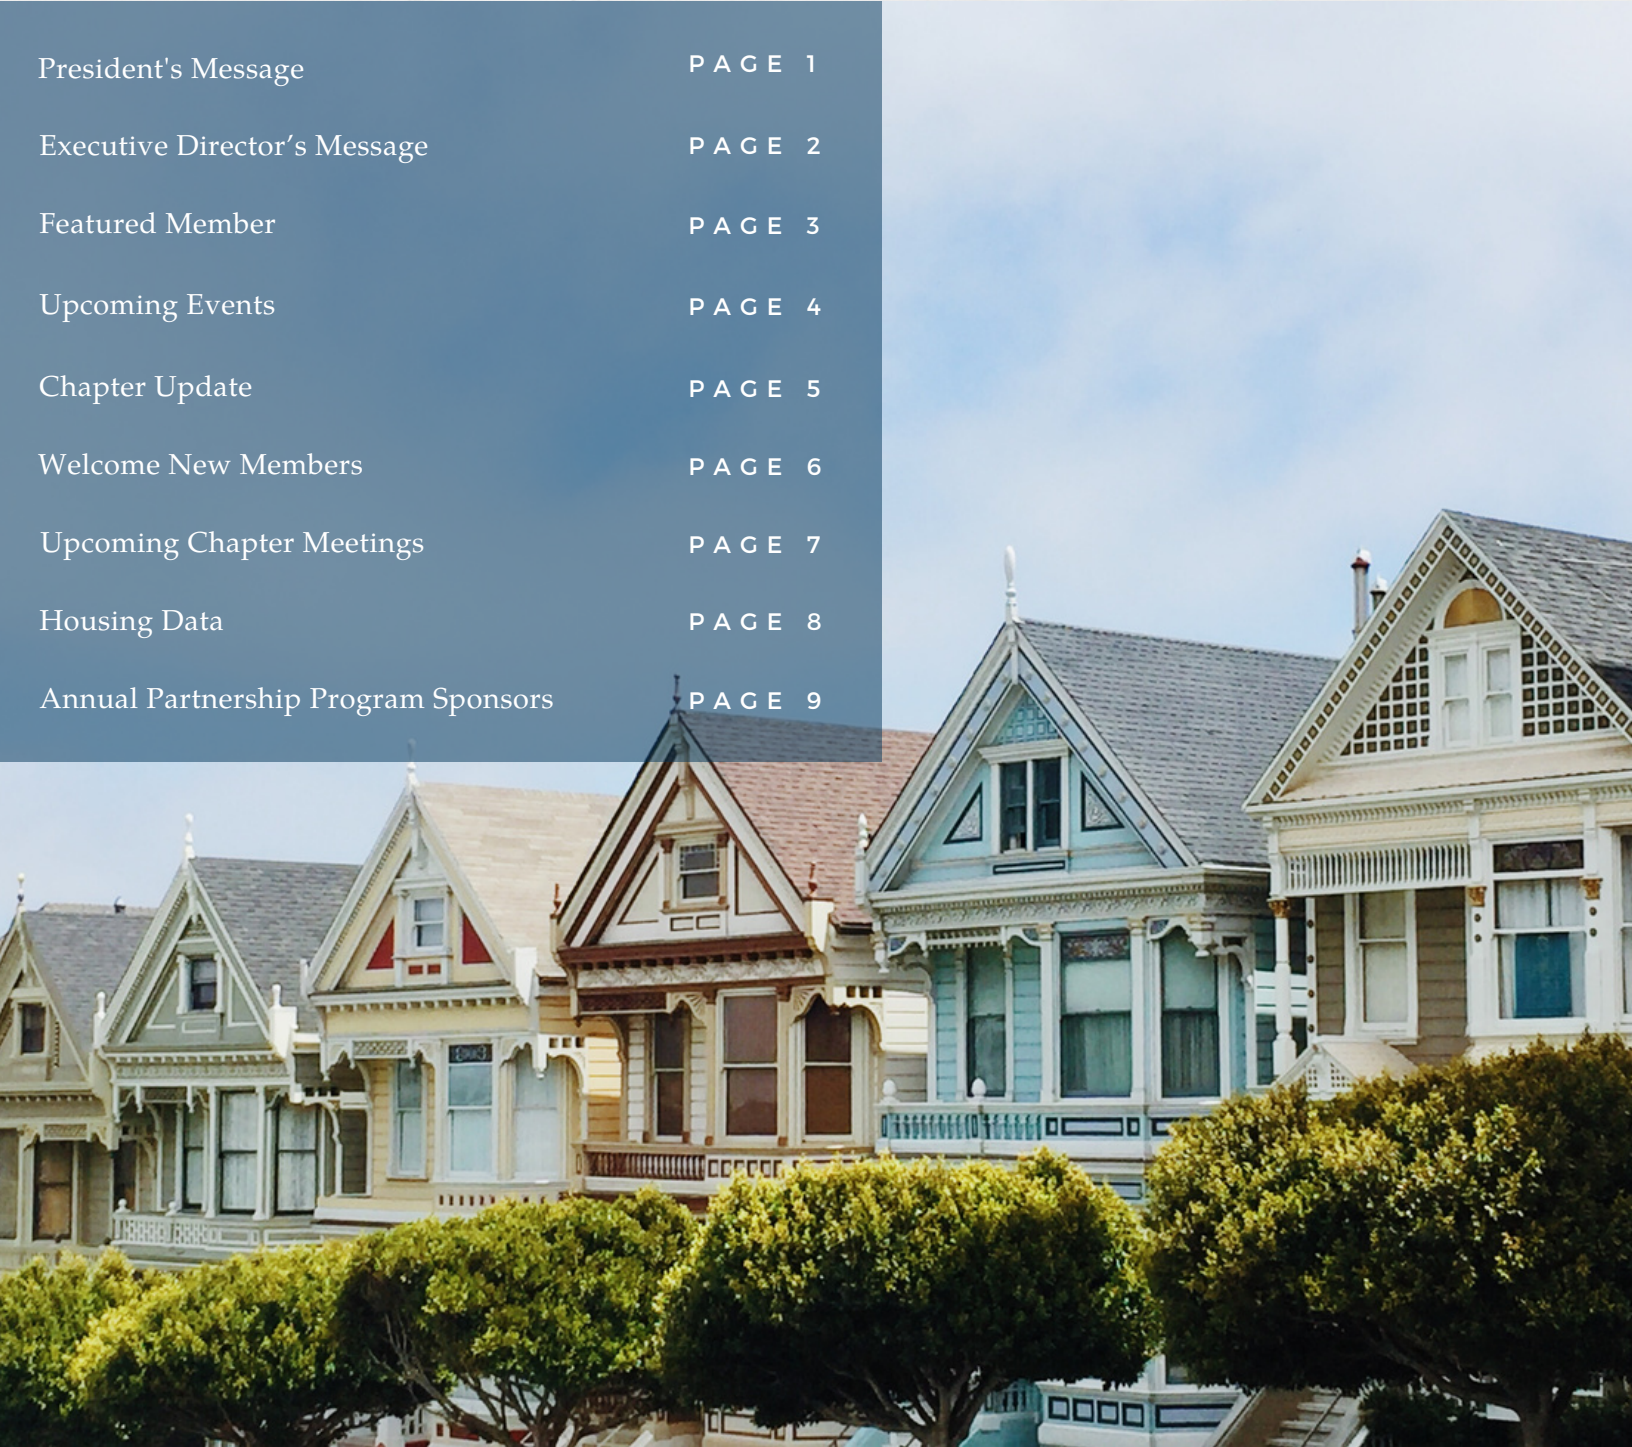 President's Message PAGE 1
Executive Director’s Message PAGE 2
Featured Member PAGE 3
Upcoming Events PAGE 4
Chapter Update PAGE 5
Welcome New Members PAGE 6
Upcoming Chapter Meetings PAGE 7
Housing Data PAGE 8
Annual Partnership Program Sponsors PAGE 9